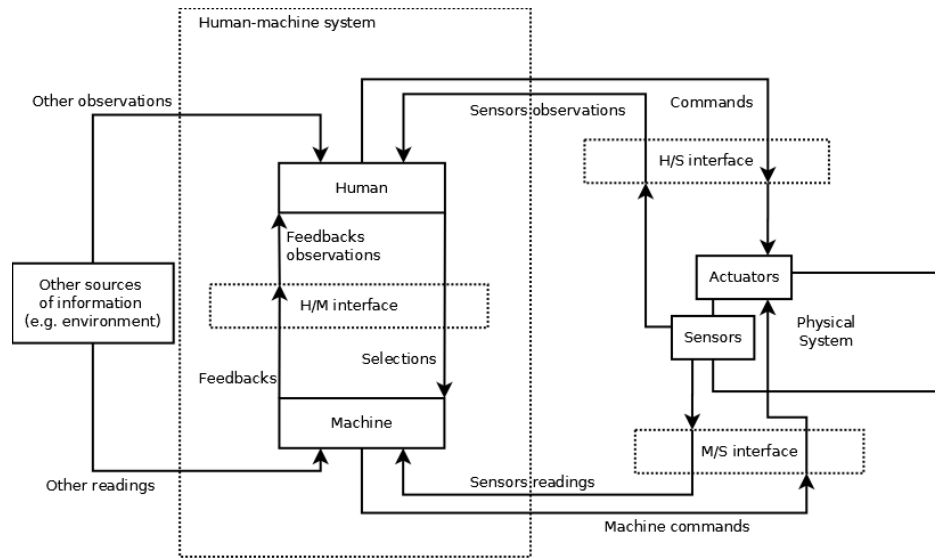 Human-machine system
Other observations
Sensors observations
Commands
H/S interface
Human
Feedbacks
observations
Other sources
of information
(e.g. environment)
H/M interface
Actuators
Sensors
Physical
System
Feedbacks
Selections
Machine
M/S interface
Other readings
Sensors readings
Machine commands